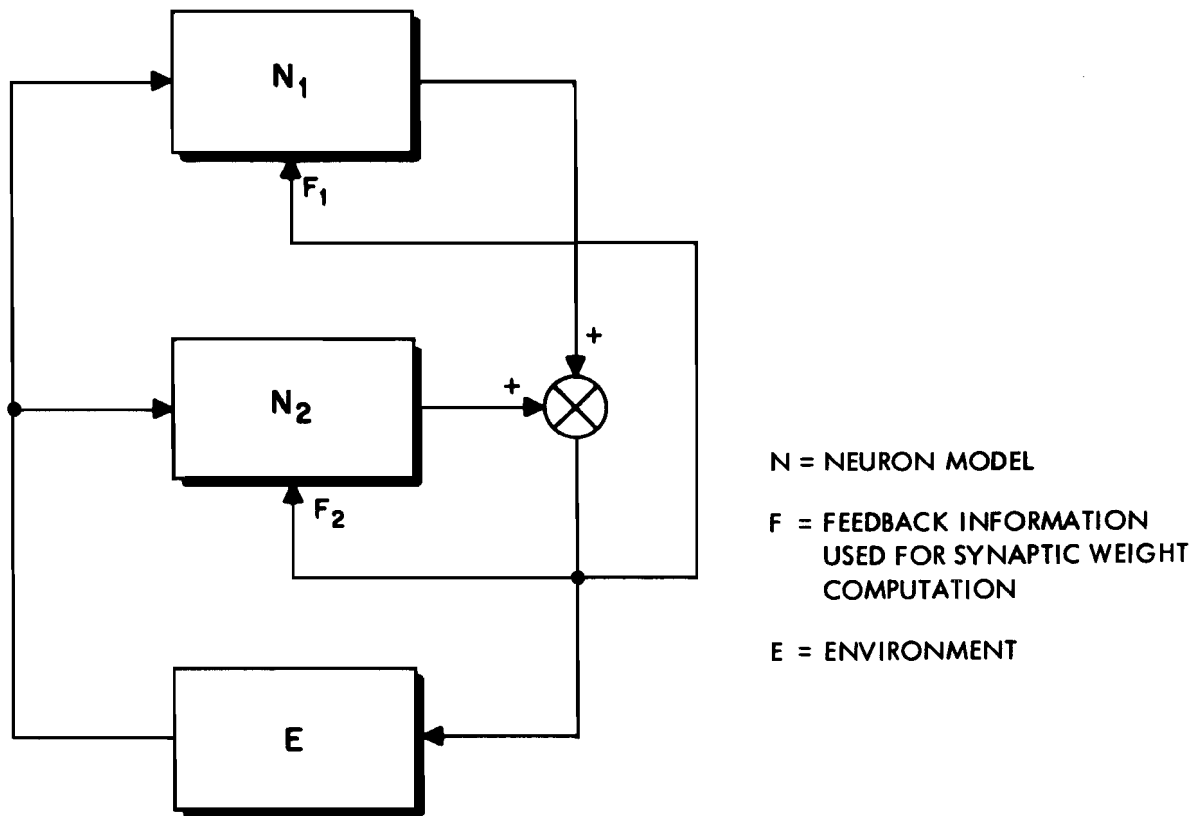 N₁
F₁
+
N₂
+
F₂
E
N = NEURON MODEL
F = FEEDBACK INFORMATION
USED FOR SYNAPTIC WEIGHT
COMPUTATION
E = ENVIRONMENT